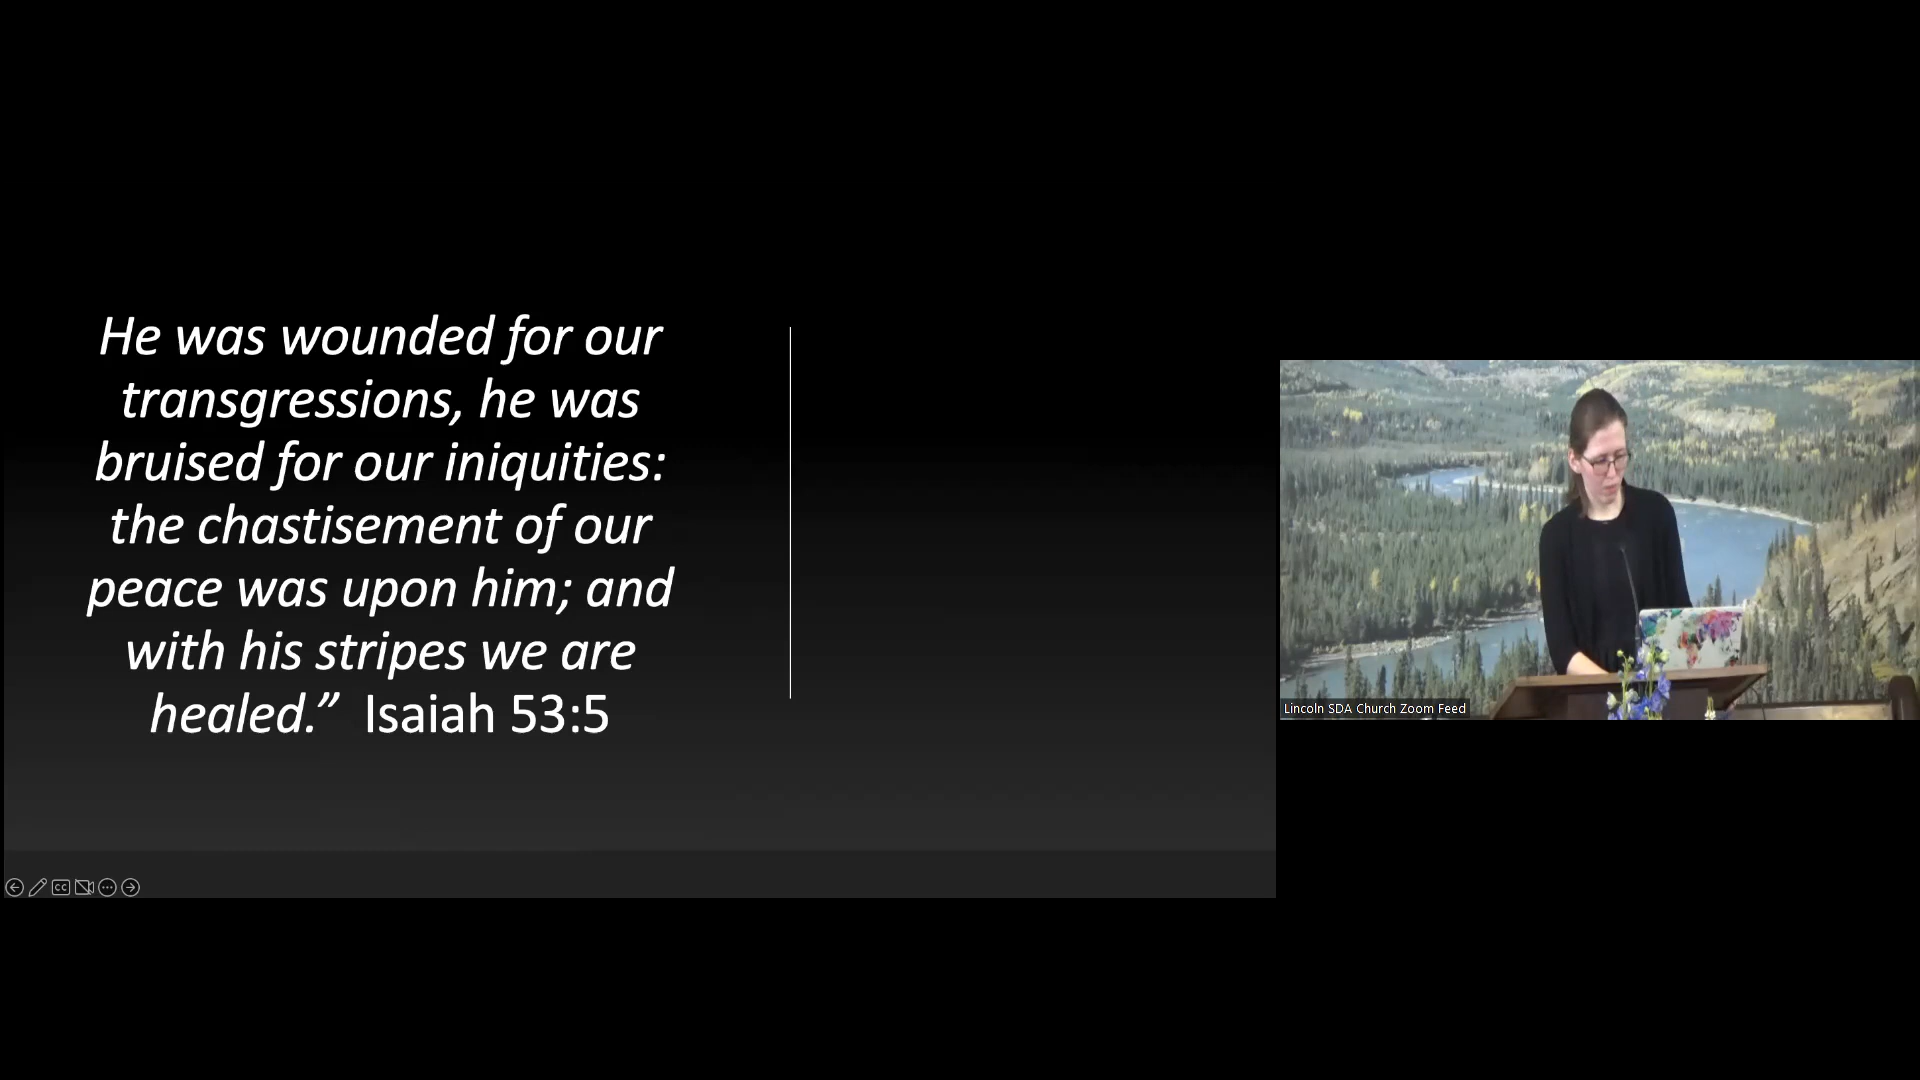 He was wounded for our
transgressions, he was
bruised for our iniquities:
the chastisement of our
peace was upon him; and
with his stripes we are
healed.”  Isaiah 53:5
Lincoln SDA Church Zoom Feed
CC